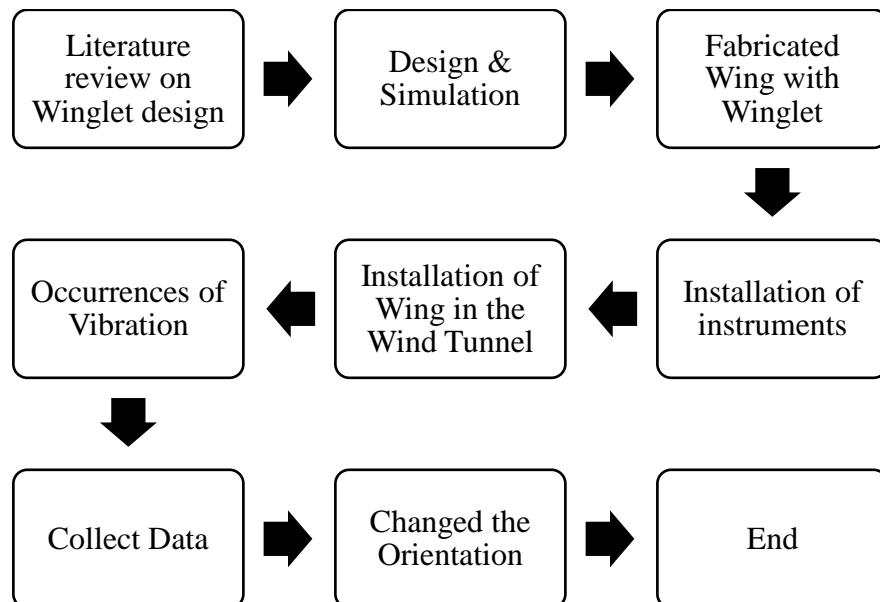 Literature
review on
Winglet design
Design &
Simulation
Fabricated
Wing with
Winglet
Occurrences of
Vibration
Installation of
Wing in the
Wind Tunnel
Installation of
instruments
Collect Data
Changed the
Orientation
End